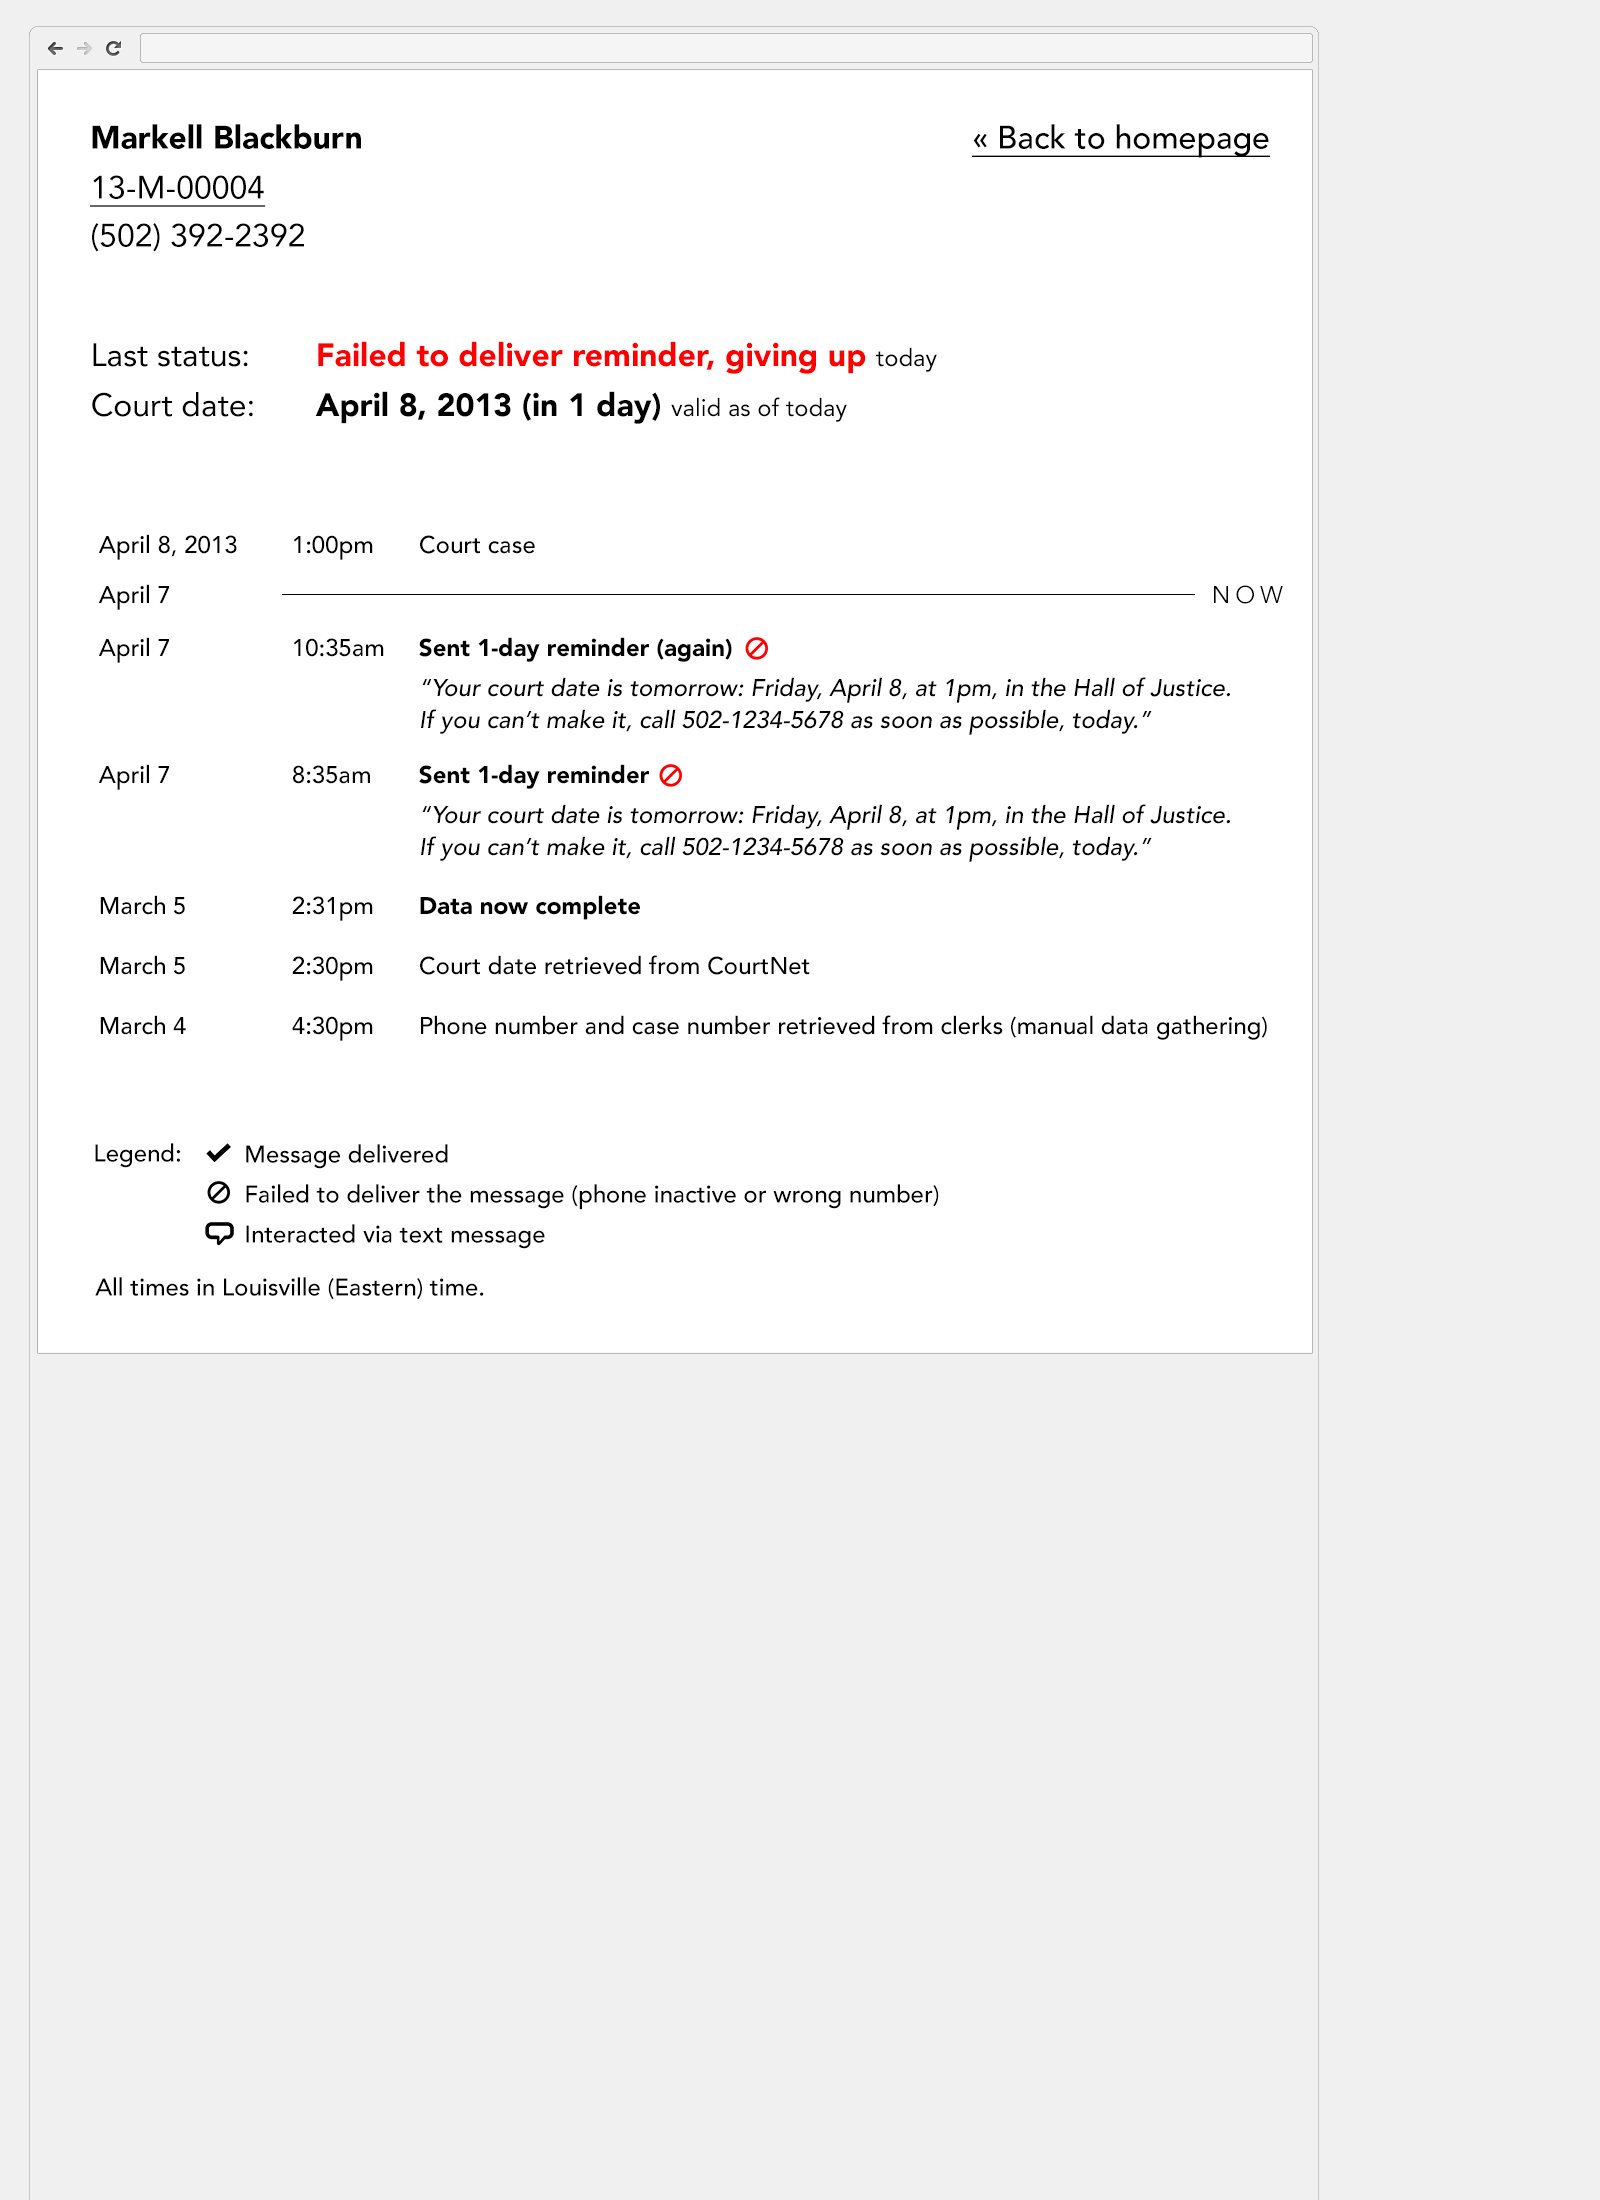 Markell Blackburn
« Back to homepage
13-M-00004
(502) 392-2392
Last status: Failed to deliver reminder, giving up today
Court date: April 8, 2013 (in 1 day) valid as of today
April 8, 2013 1:00pm Court case
April 7 NOW
April 7 10:35am Sent 1-day reminder (again)
“Your court date is tomorrow: Friday, April 8, at 1pm, in the Hall of Justice.
If you can’t make it, call 502-1234-5678 as soon as possible, today.”
April 7 8:35am Sent 1-day reminder
“Your court date is tomorrow: Friday, April 8, at 1pm, in the Hall of Justice.
If you can’t make it, call 502-1234-5678 as soon as possible, today.”
March 5 2:31pm Data now complete
March 5 2:30pm Court date retrieved from CourtNet
March 4 4:30pm Phone number and case number retrieved from clerks (manual data gathering)
Legend: Message delivered
Failed to deliver the message (phone inactive or wrong number)
Interacted via text message
All times in Louisville (Eastern) time.